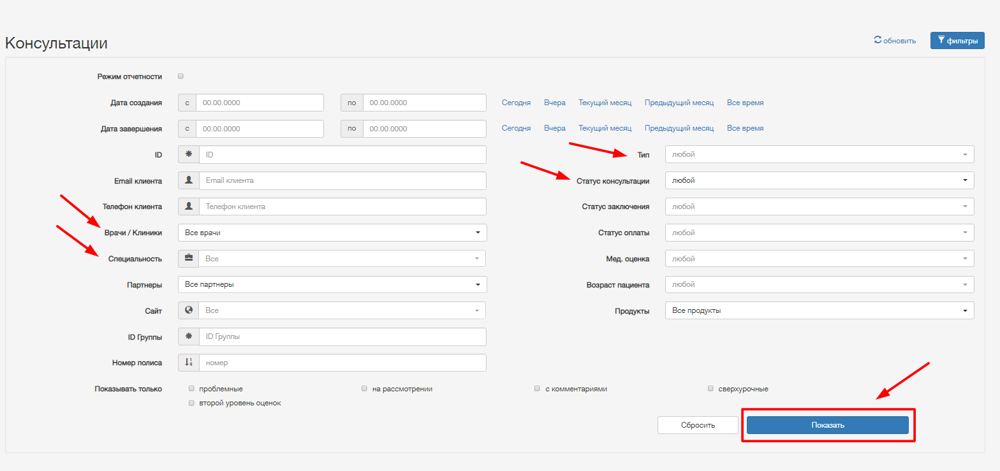 Консультации
обновить
фильтры
Режим отчетности
Дата создания с 00.00.0000 по 00.00.0000 Сегодня Вчера Текущий месяц Предыдущий месяц Все время
Дата завершения с 00.00.0000 по 00.00.0000 Сегодня Вчера Текущий месяц Предыдущий месяц Все время
ID ID Тип любой
Email клиента Email клиента Статус консультации любой
Телефон клиента Телефон клиента Статус заключения любой
Врачи / Клиники Все врачи Статус оплаты любой
Специальность Все Мед. оценка любой
Партнеры Все партнеры Возраст пациента любой
Сайт Все Продукты Все продукты
ID Группы ID Группы
Номер полиса номер
Показывать только проблемные на рассмотрении с комментариями сверхурочные
второй уровень оценок
Сбросить Показать